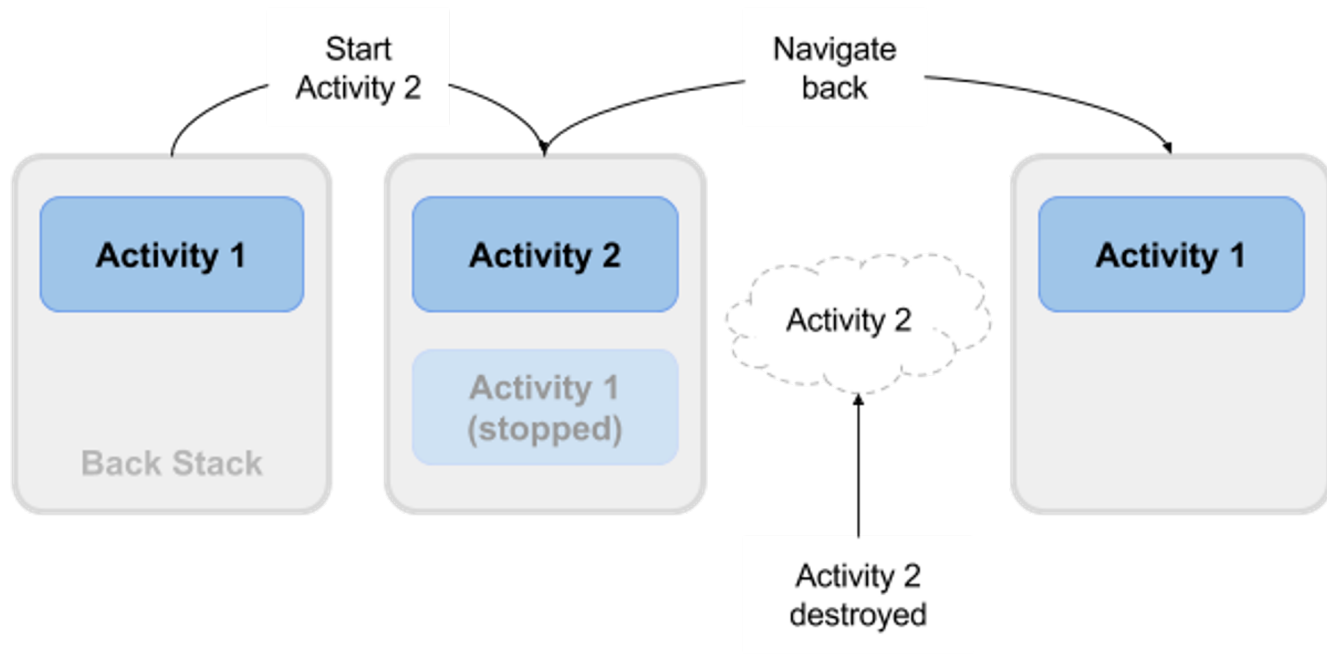 Start
Activity 2
Navigate
back
Activity 1
Back Stack
Activity 2
Activity 1
(stopped)
Activity 2
Activity 2
destroyed
Activity 1